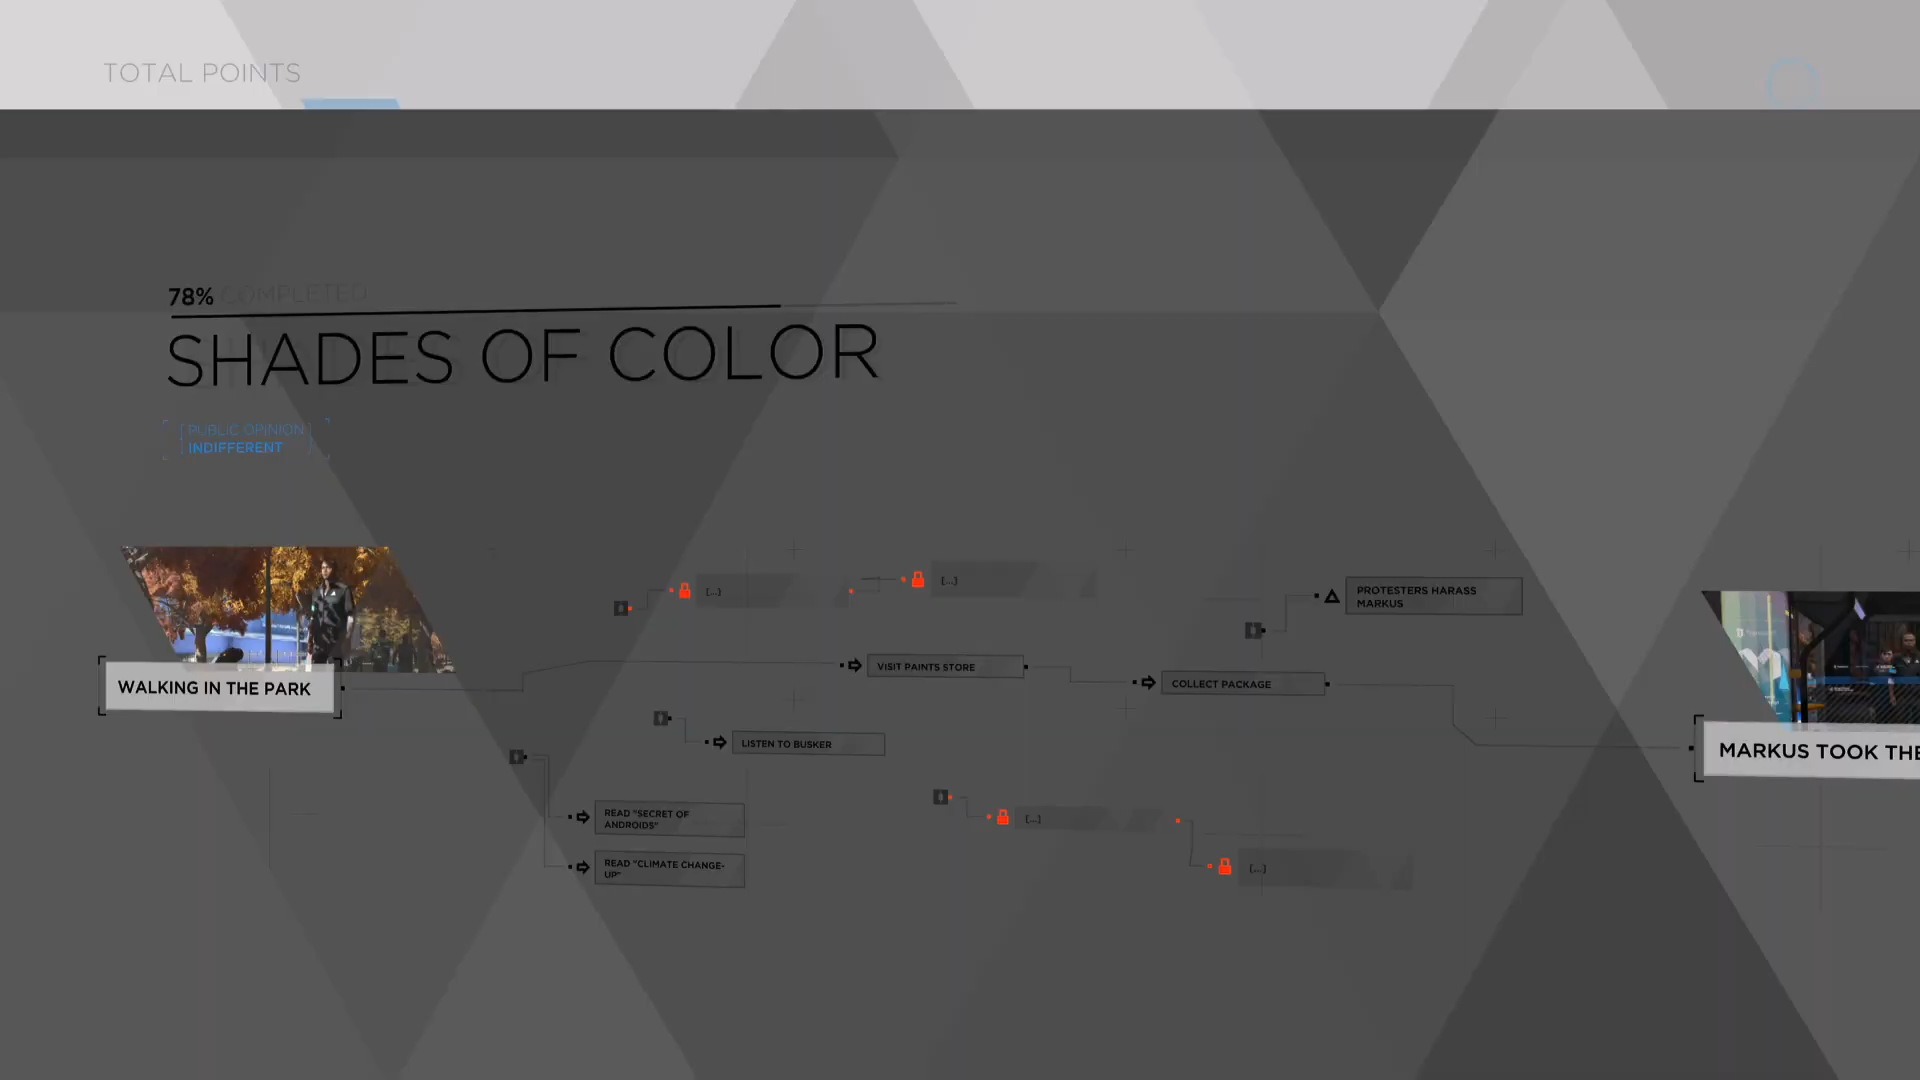 TOTAL POINTS
78% COMPLETED
SHADES OF COLOR
[PUBLIC OPINION]
INDIFFERENT
[...]
[...]
PROTESTERS HARASS
MARKUS
VISIT PAINTS STORE
COLLECT PACKAGE
WALKING IN THE PARK
LISTEN TO BUSKER
MARKUS TOOK THE
READ "SECRET OF
ANDROIDS"
[...]
READ "CLIMATE CHANGE-
UP"
[...]